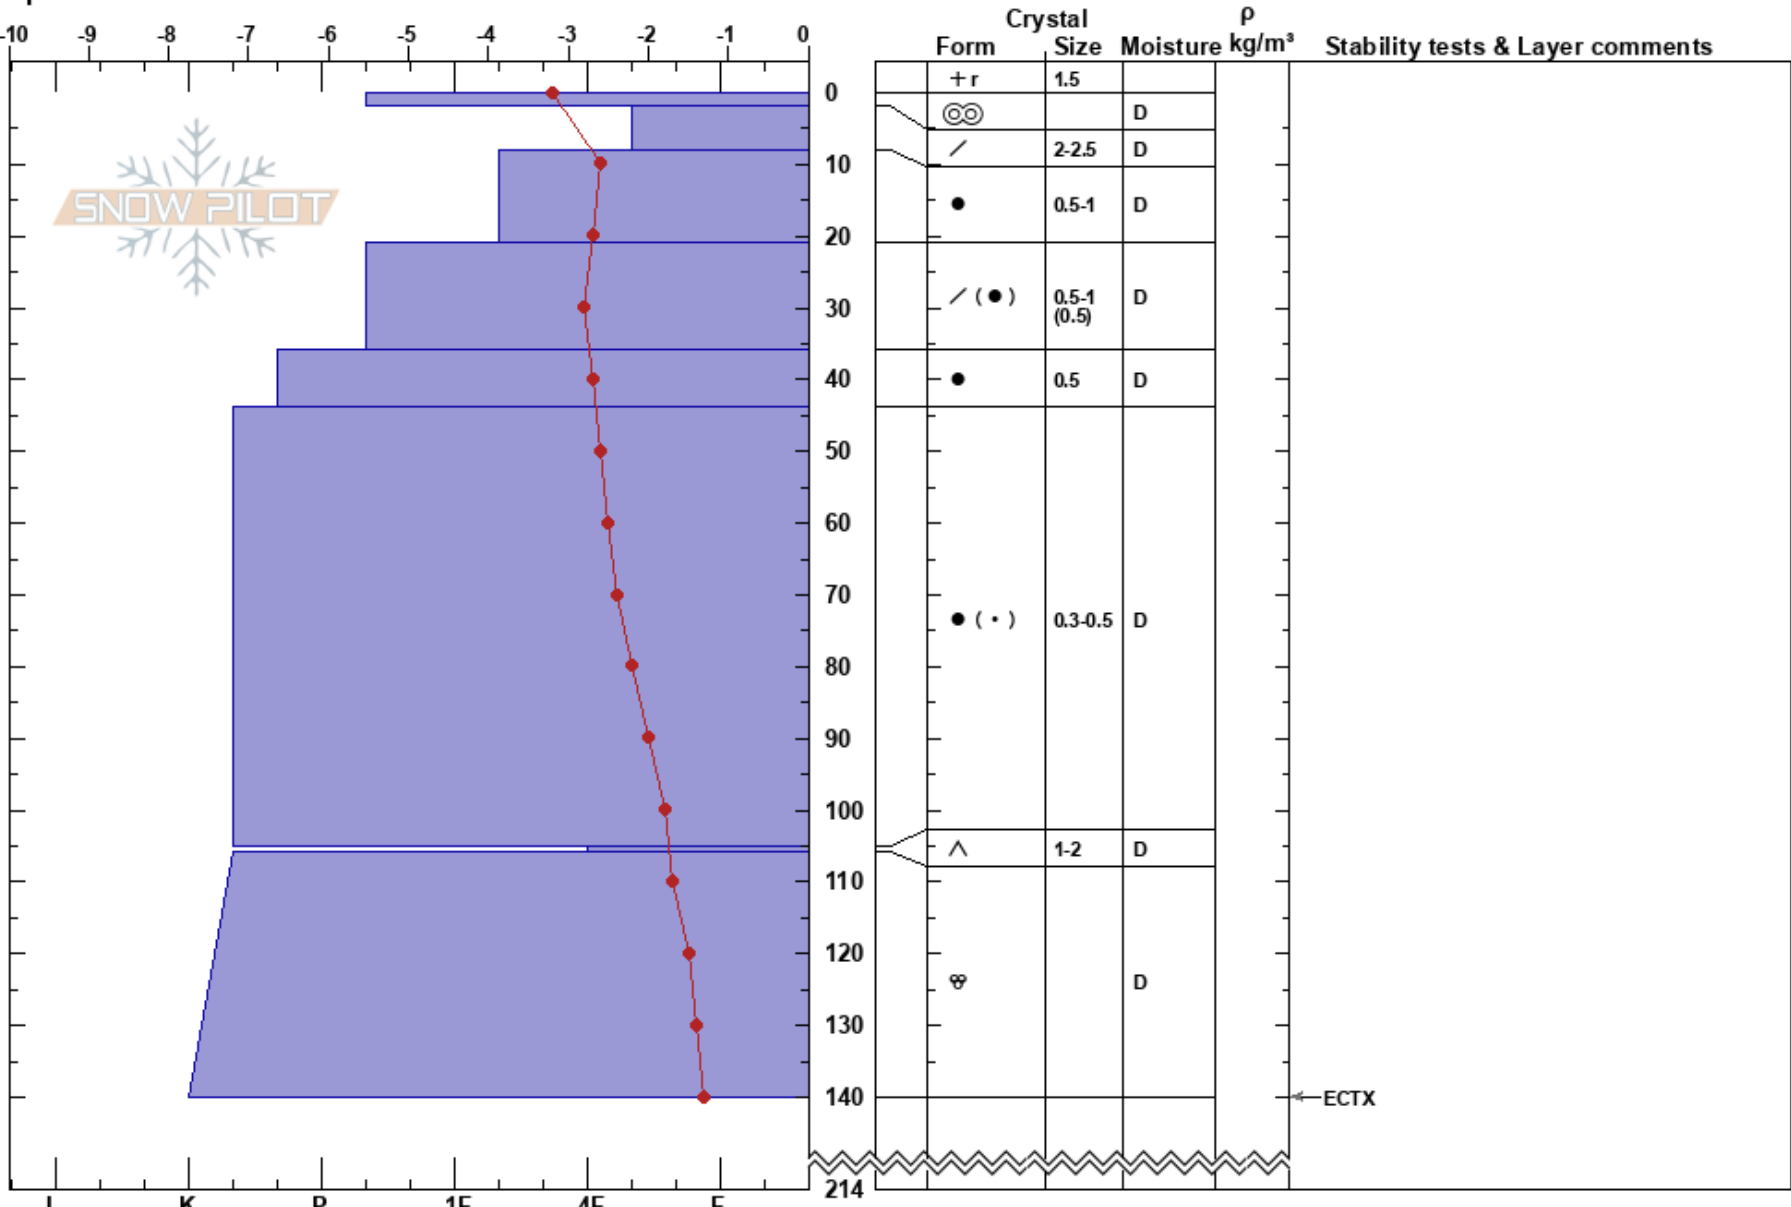 Crystal ρ
-10 -9 -8 -7 -6 -5 -4 -3 -2 -1 0 Form Size Moisture kg/m³ Stability tests & Layer comments
r 1.5
0
D
2-2.5 D
10
SNOW PILOT
0.5-1 D
20
( ) 0.5-1 D
30
(0.5)
40 0.5 D
50
60
( ) 0.3-0.5 D
70
80
90
100
1-2 D
110
120
D
130
140 ECTX
214
K P 1F 4F F